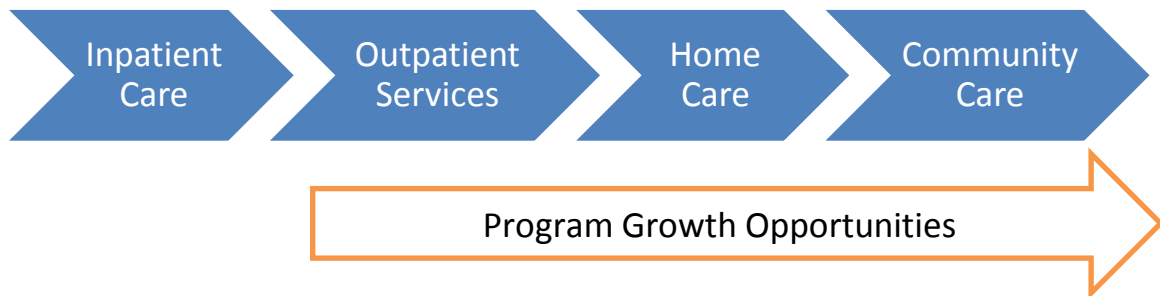 Inpatient
Care
Outpatient
Services
Home
Care
Community
Care
Program Growth Opportunities